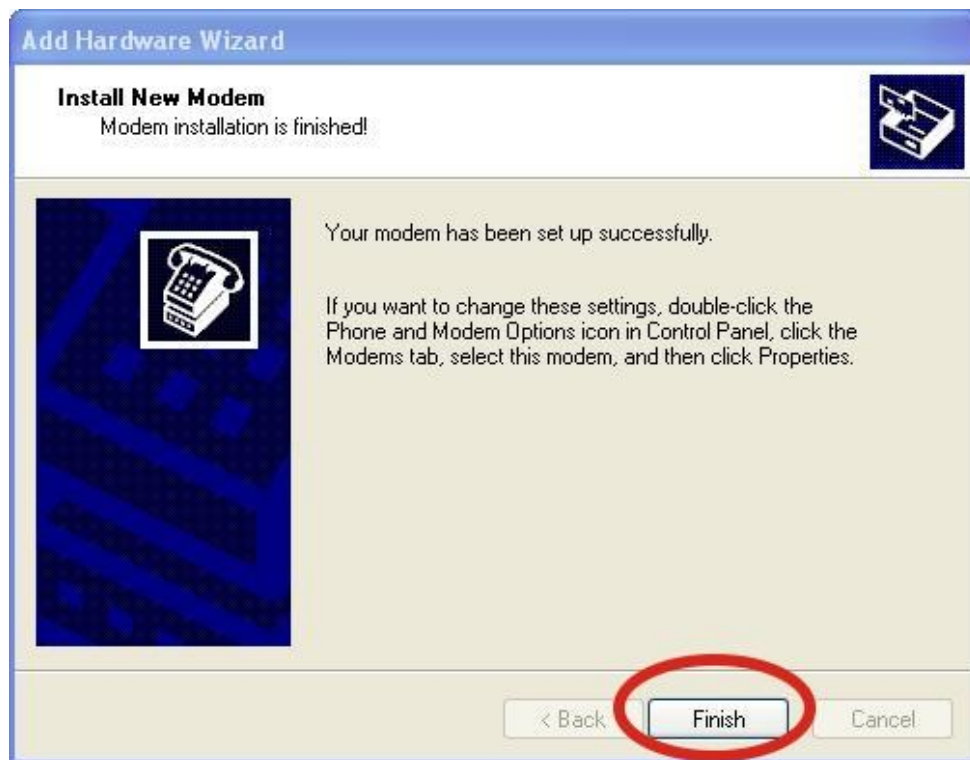 Add Hardware Wizard
Install New Modem
Modem installation is finished!
Your modem has been set up successfully.
If you want to change these settings, double-click the
Phone and Modem Options icon in Control Panel, click the
Modems tab, select this modem, and then click Properties.
< Back Finish Cancel